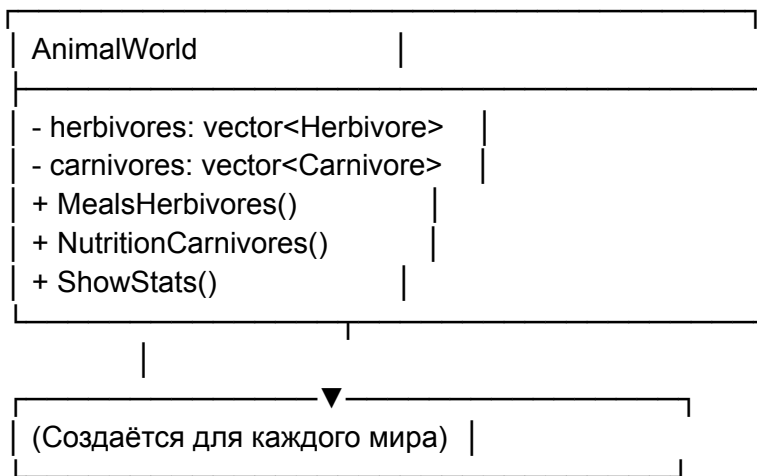 AnimalWorld
- herbivores: vector<Herbivore>
- carnivores: vector<Carnivore>
+ MealsHerbivores()
+ NutritionCarnivores()
+ ShowStats()
(Создаётся для каждого мира)